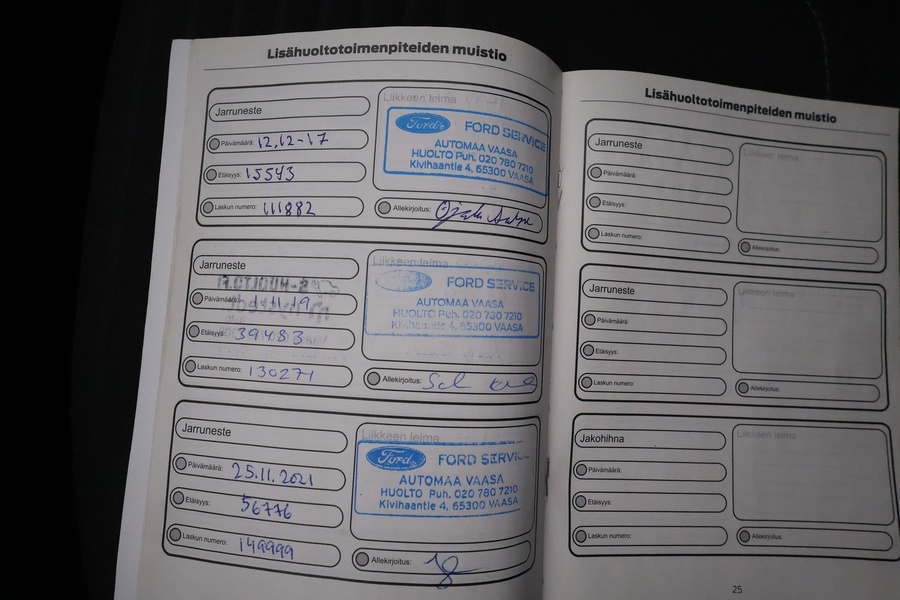 Lisähuoltotoimenpiteiden muistio
Jarruneste
Päivämäärä: 12.12-17
Etäisyys: 15543
Laskun numero: 111882
Liikkeen leima
Ford
FORD SERVICE
AUTOMAA VAASA
HUOLTO Puh. 020 780 7210
Kivihaantie 4, 65300 VAASA
Allekirjoitus:
Jarruneste
Päivämäärä: 11.19
Etäisyys: 39483
Laskun numero: 130271
Liikkeen leima
FORD SERVICE
AUTOMAA VAASA
HUOLTO Puh. 020 780 7210
Kivihaantie 4, 65300 VAASA
Allekirjoitus:
Jarruneste
Päivämäärä: 25.11.2021
Etäisyys: 56776
Laskun numero: 149999
Liikkeen leima
Ford
FORD SERVICE
AUTOMAA VAASA
HUOLTO Puh. 020 780 7210
Kivihaantie 4, 65300 VAASA
Allekirjoitus:
Lisähuoltotoimenpiteiden muistio
Jarruneste
Päivämäärä:
Etäisyys:
Laskun numero:
Liikkeen leima
Allekirjoitus:
Jarruneste
Päivämäärä:
Etäisyys:
Laskun numero:
Liikkeen leima
Allekirjoitus:
Jakohihna
Päivämäärä:
Etäisyys:
Laskun numero:
Liikkeen leima
Allekirjoitus:
25